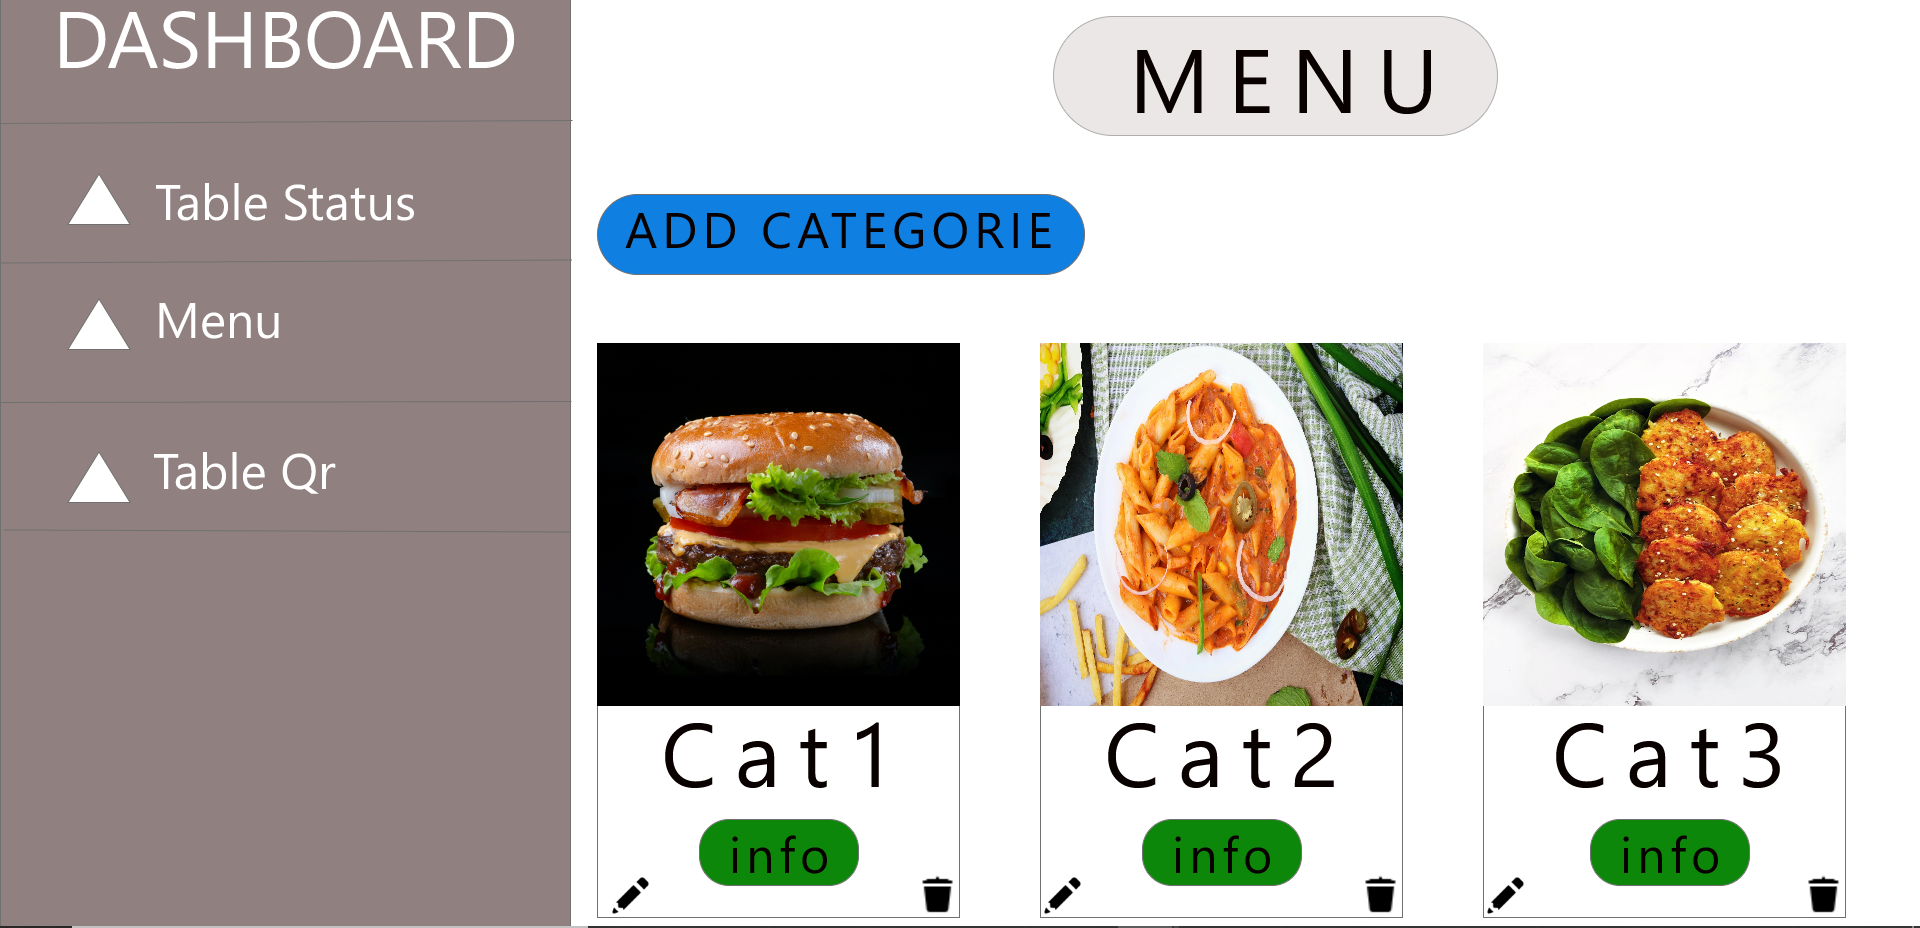 DASHBOARD
Table Status
Menu
Table Qr
MENU
ADD CATEGORIE
Cat1
info
Cat2
info
Cat3
info